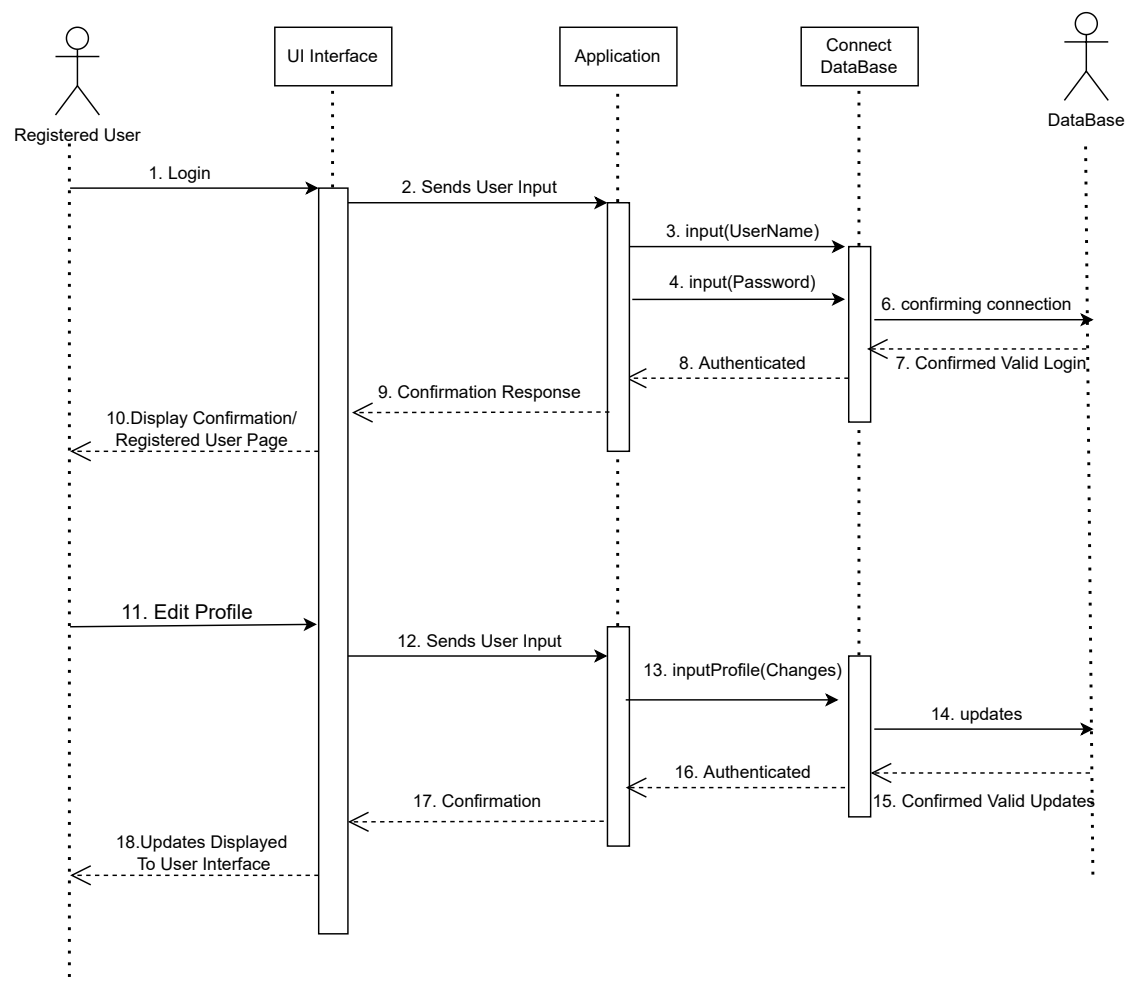 UI Interface
Application
Connect
DataBase
Registered User
DataBase
1. Login
2. Sends User Input
3. input(UserName)
4. input(Password)
6. confirming connection
7. Confirmed Valid Login
8. Authenticated
9. Confirmation Response
10.Display Confirmation/
Registered User Page
11. Edit Profile
12. Sends User Input
13. inputProfile(Changes)
14. updates
15. Confirmed Valid Updates
16. Authenticated
17. Confirmation
18.Updates Displayed
To User Interface